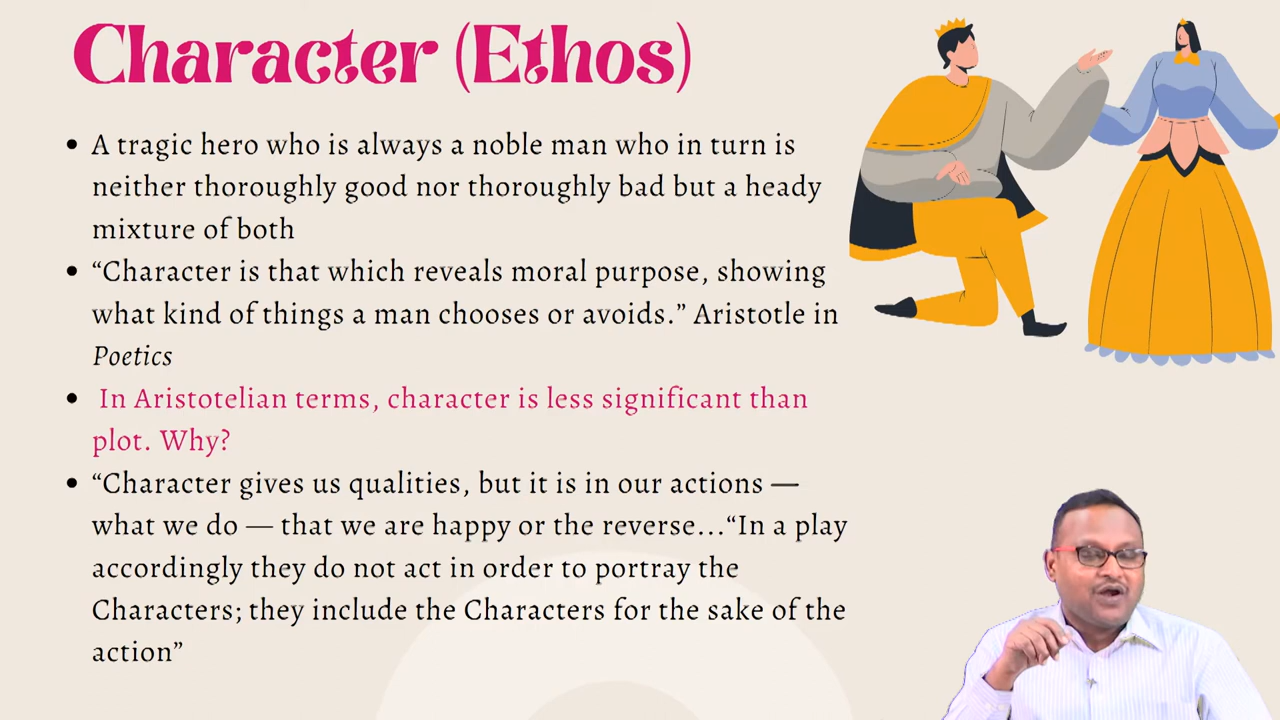 Character (Ethos)
• A tragic hero who is always a noble man who in turn is
neither thoroughly good nor thoroughly bad but a heady
mixture of both
• “Character is that which reveals moral purpose, showing
what kind of things a man chooses or avoids.” Aristotle in
Poetics
• In Aristotelian terms, character is less significant than
plot. Why?
• “Character gives us qualities, but it is in our actions —
what we do — that we are happy or the reverse...“In a play
accordingly they do not act in order to portray the
Characters; they include the Characters for the sake of the
action”